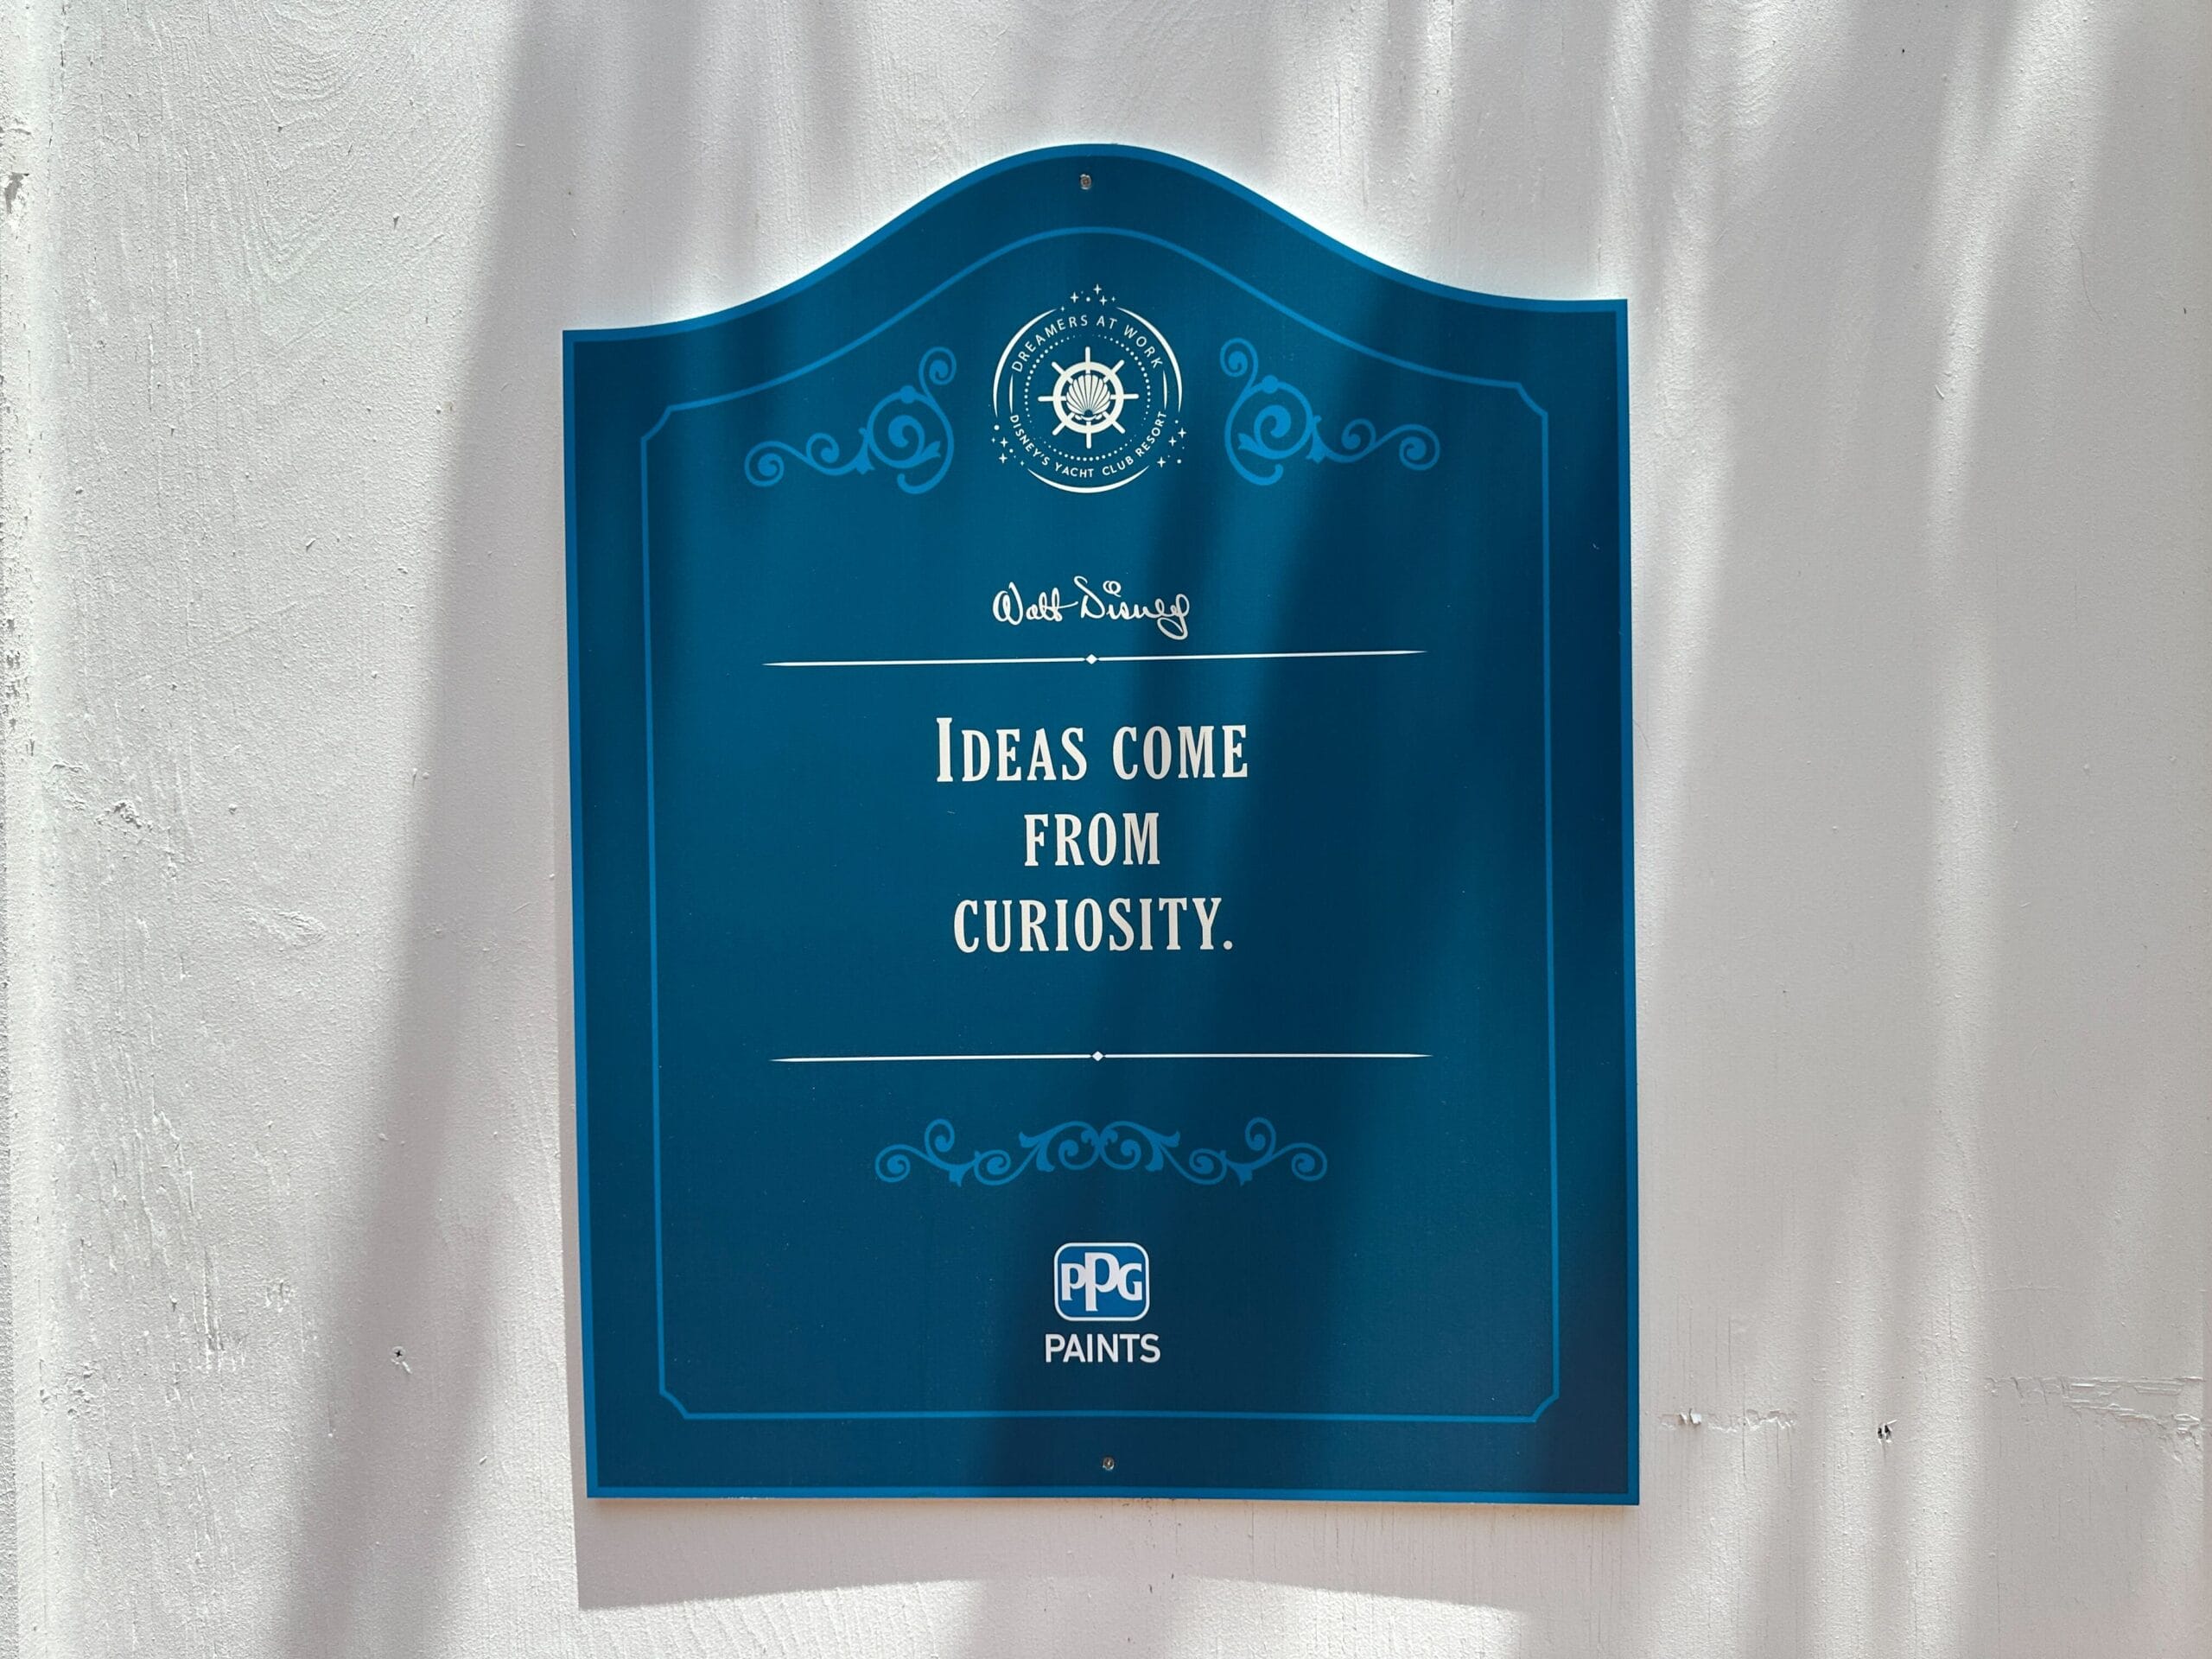 DREAMERS AT WORK
DISNEY'S YACHT CLUB RESORT
Walt Disney
IDEAS COME
FROM
CURIOSITY.
PPG
PAINTS